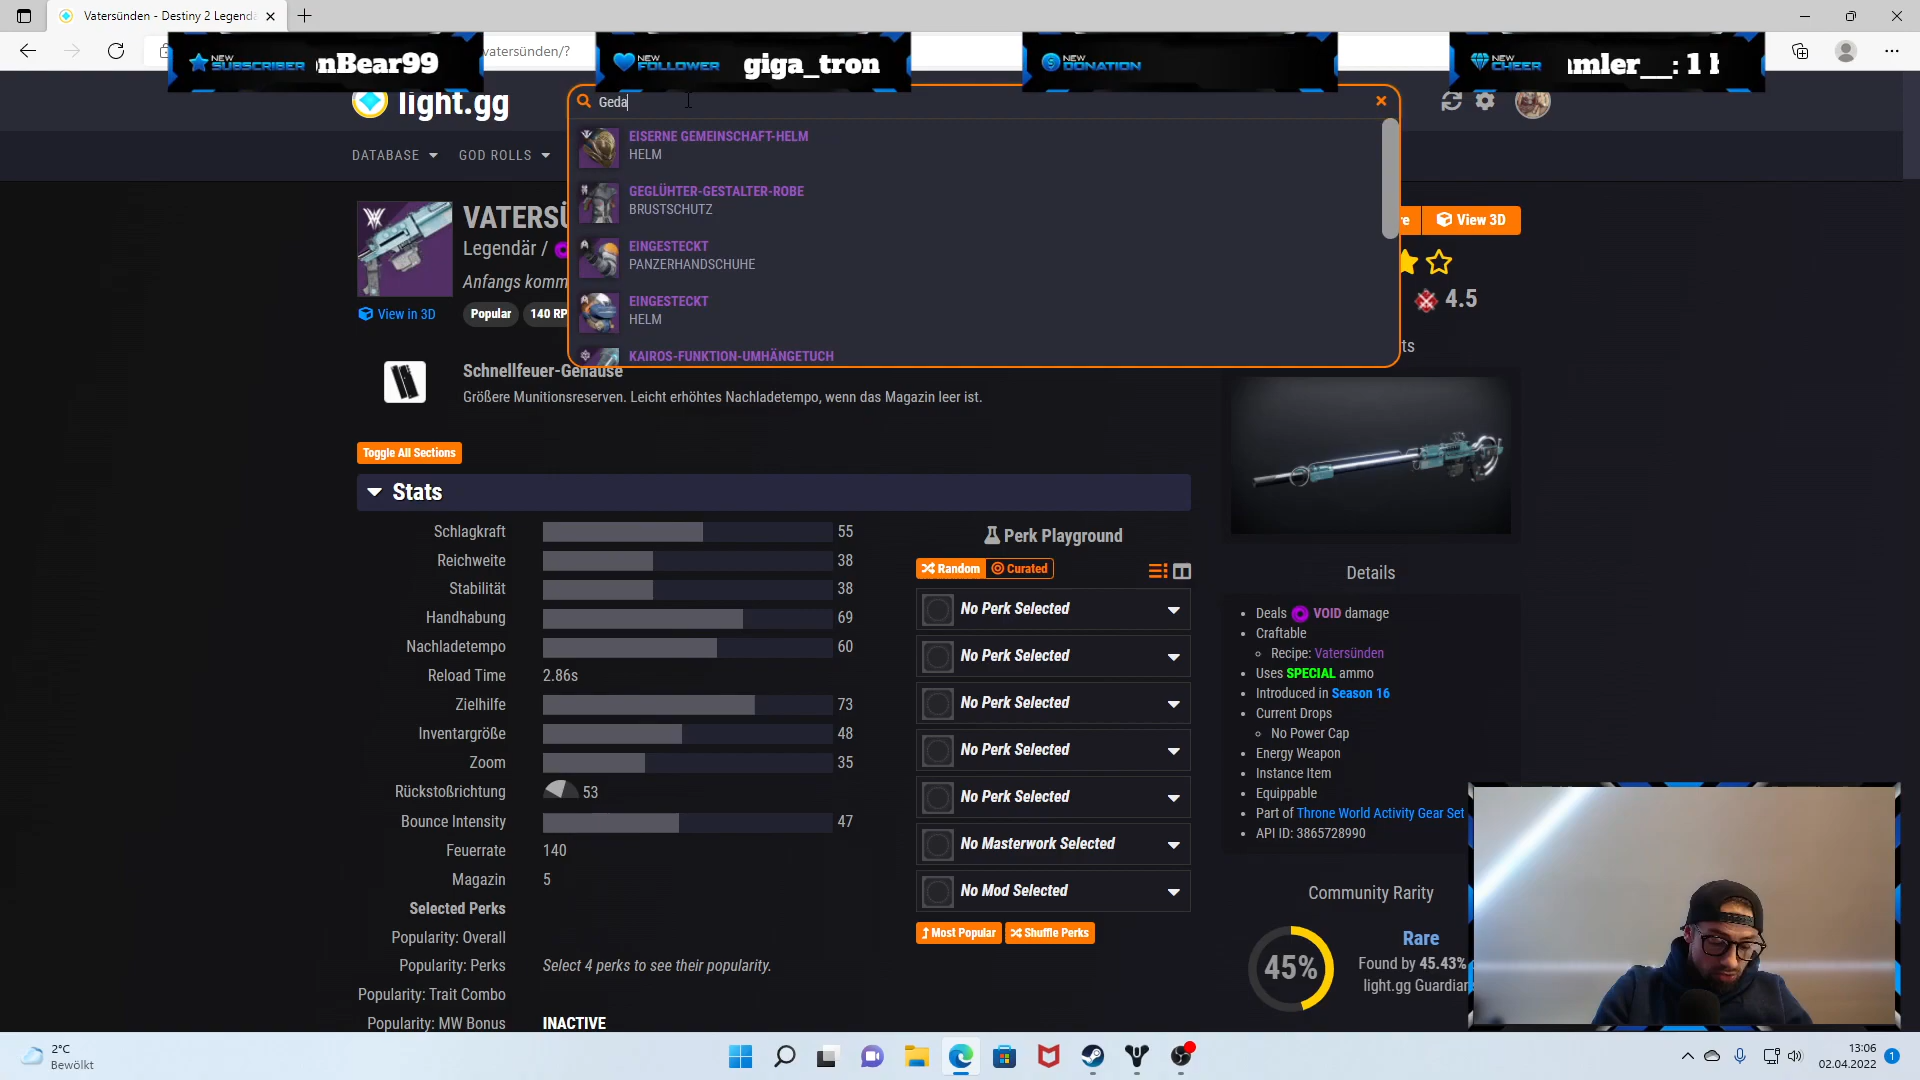 Vatersünden - Destiny 2 Legendä
vatersünden/?
NEW SUBSCRIBER nBear99
NEW FOLLOWER giga_tron
NEW DONATION
NEW CHEER mler__: 1
light.gg
Geda
DATABASE
GOD ROLLS
EISERNE GEMEINSCHAFT-HELM
HELM
GEGLÜHTER-GESTALTER-ROBE
BRUSTSCHUTZ
EINGESTECKT
PANZERHANDSCHUHE
EINGESTECKT
HELM
KAIROS-FUNKTION-UMHÄNGETUCH
VATERSÜ
Legendär /
Anfangs komm
View in 3D
Popular
140 RP
re
View 3D
4.5
ts
Schnellfeuer-Gehäuse
Größere Munitionsreserven. Leicht erhöhtes Nachladetempo, wenn das Magazin leer ist.
Toggle All Sections
Stats
Schlagkraft 55
Reichweite 38
Stabilität 38
Handhabung 69
Nachladetempo 60
Reload Time 2.86s
Zielhilfe 73
Inventargröße 48
Zoom 35
Rückstoßrichtung 53
Bounce Intensity 47
Feuerrate 140
Magazin 5
Selected Perks
Popularity: Overall
Popularity: Perks Select 4 perks to see their popularity.
Popularity: Trait Combo
Popularity: MW Bonus INACTIVE
Perk Playground
Random Curated
No Perk Selected
No Perk Selected
No Perk Selected
No Perk Selected
No Perk Selected
No Masterwork Selected
No Mod Selected
Most Popular Shuffle Perks
Details
Deals VOID damage
Craftable
Recipe: Vatersünden
Uses SPECIAL ammo
Introduced in Season 16
Current Drops
No Power Cap
Energy Weapon
Instance Item
Equippable
Part of Throne World Activity Gear Set
API ID: 3865728990
Community Rarity
45%
Rare
Found by 45.43%
light.gg Guardian
2°C
Bewölkt
13:06
02.04.2022
1